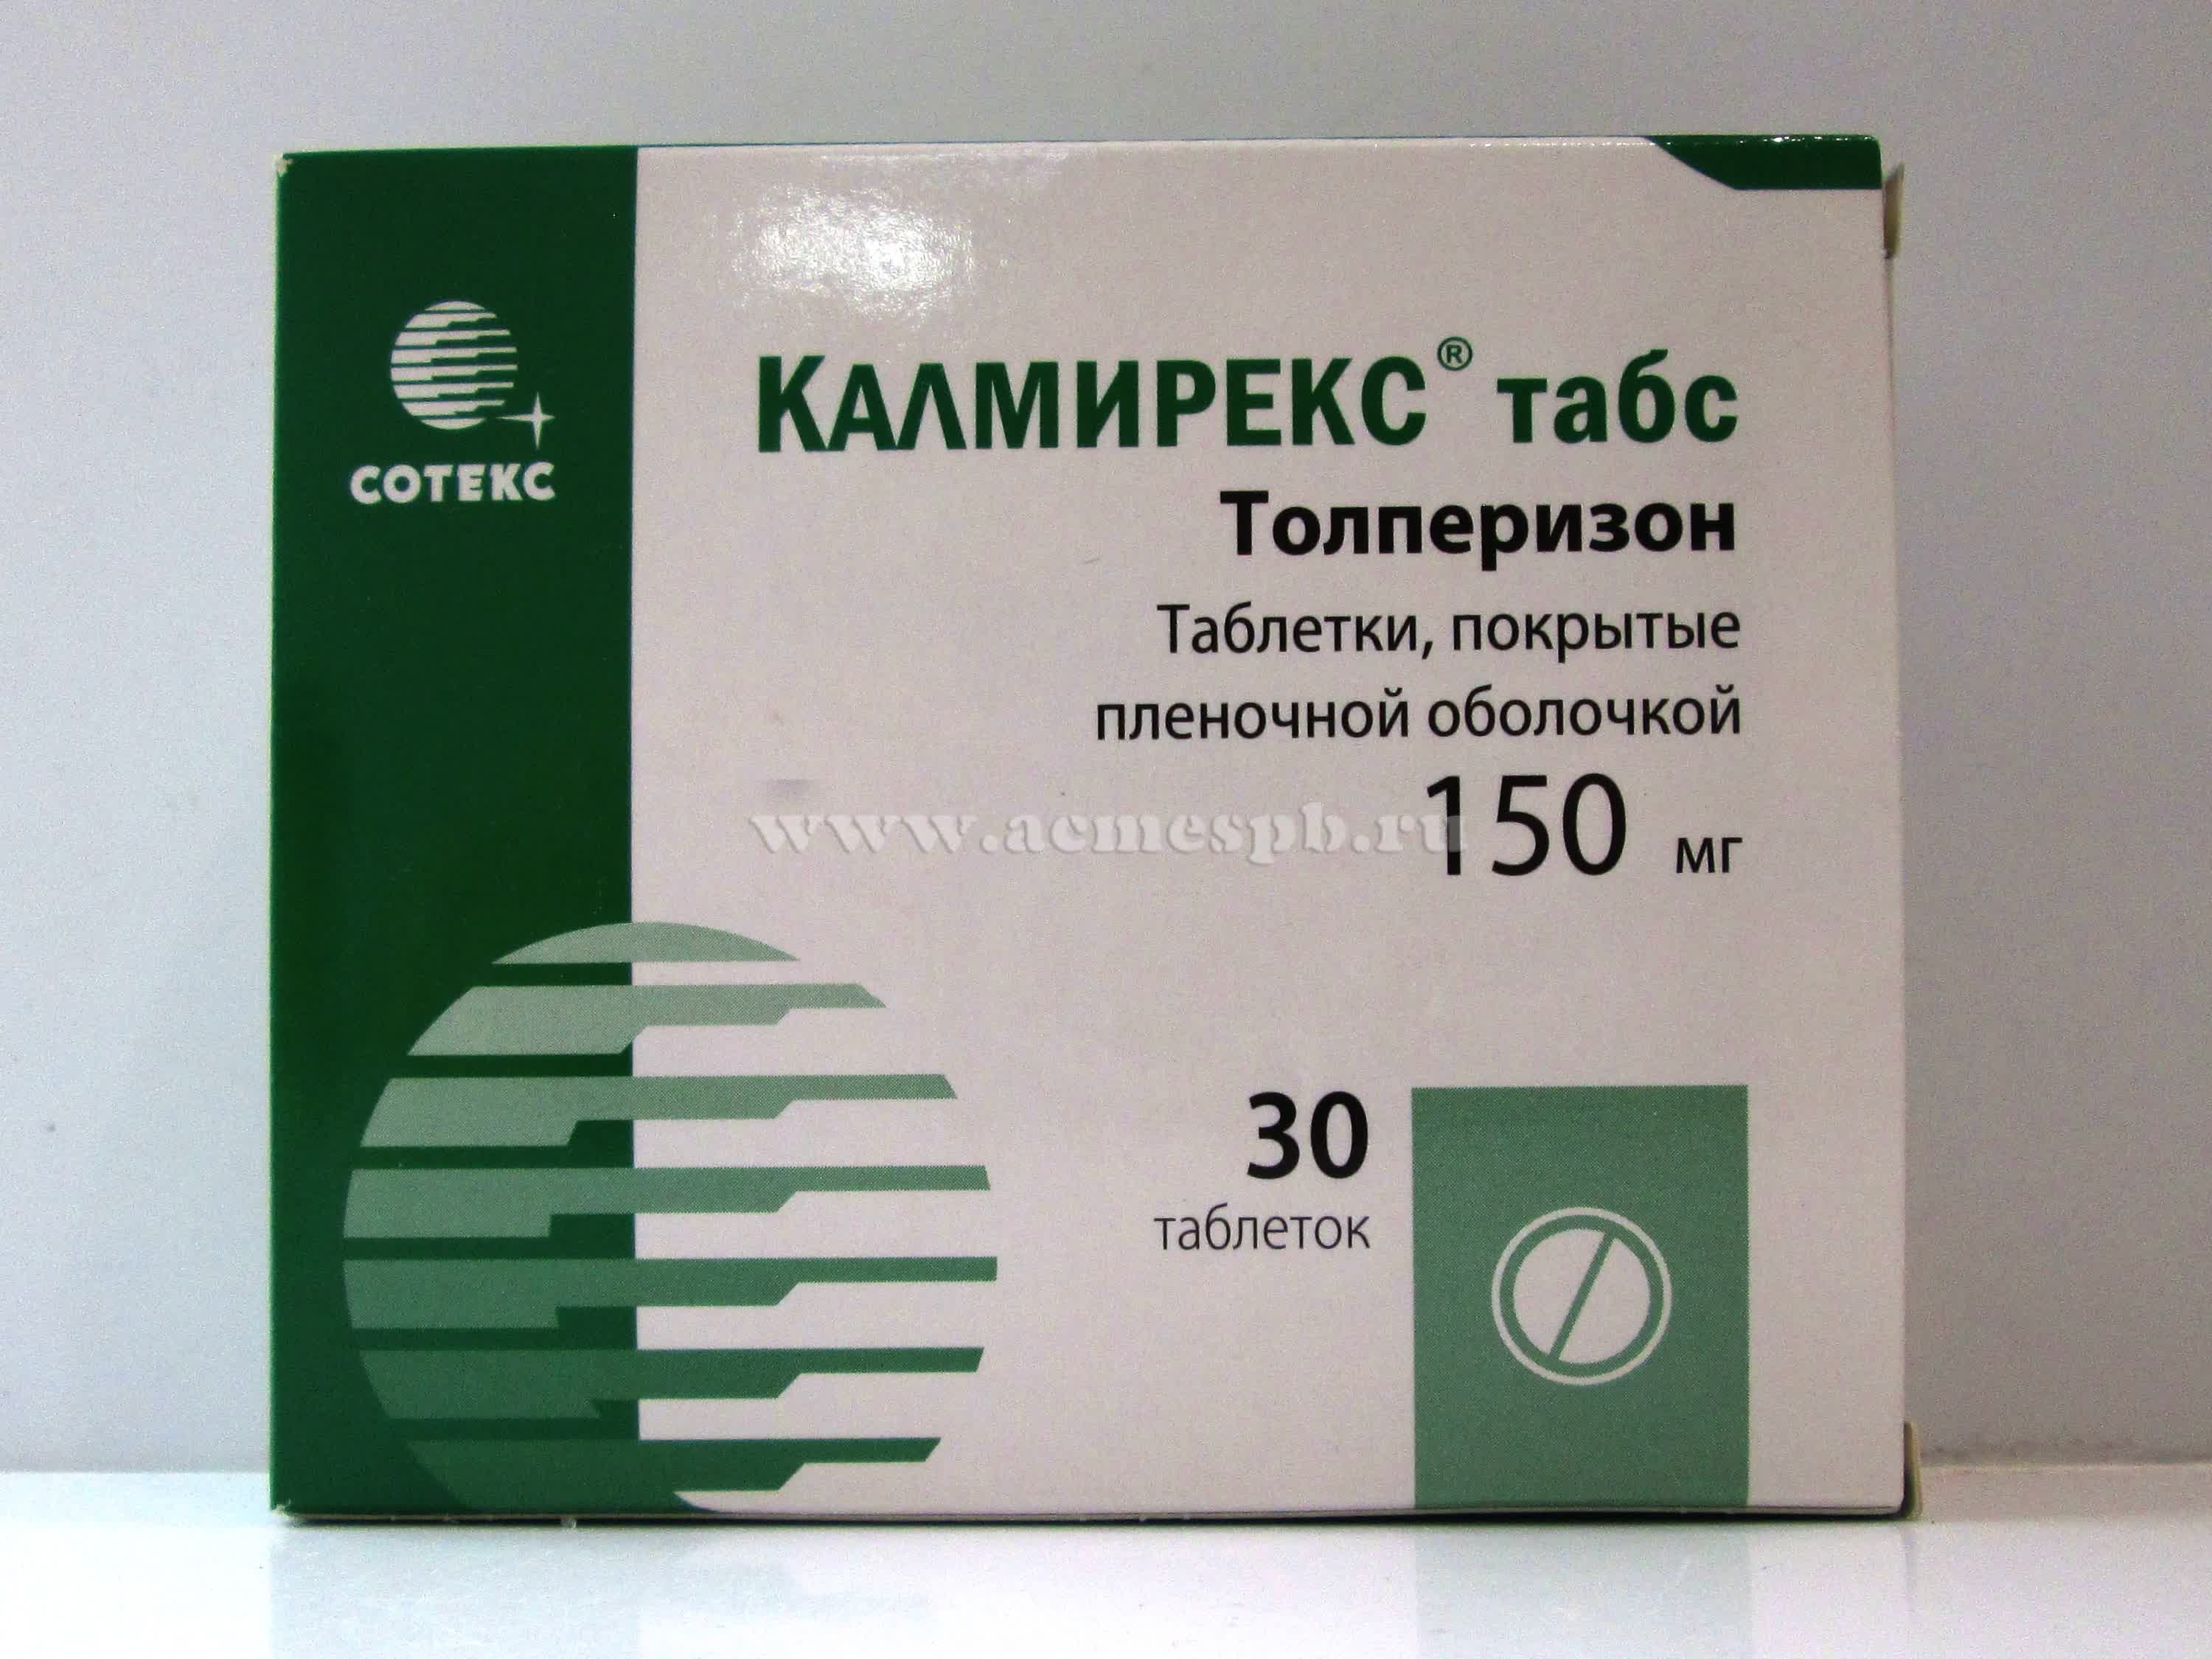 СОТЕКС
КАЛМИРЕКС® табс
Толперизон
Таблетки, покрытые
пленочной оболочкой
150 мг
www.acmespb.ru
30
таблеток